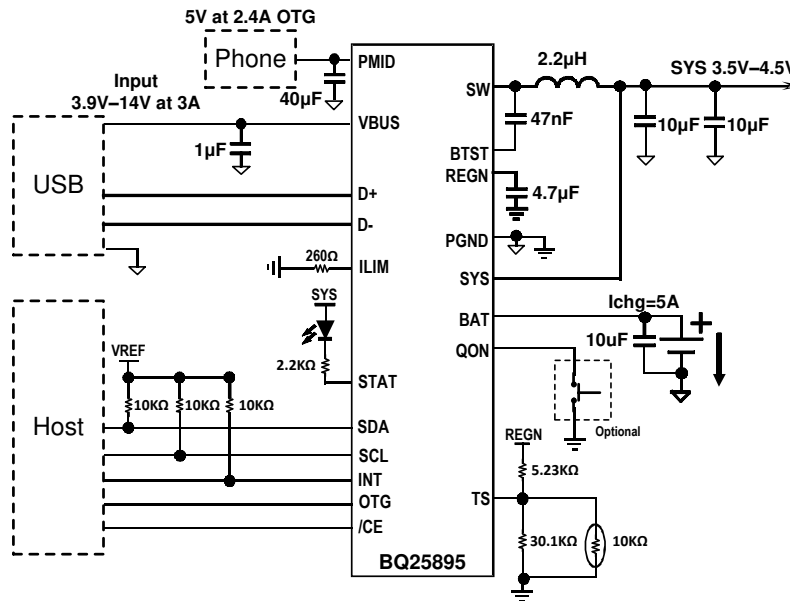 5V at 2.4A OTG
Phone
PMID
40µF
Input
3.9V–14V at 3A
VBUS
1µF
USB
D+
D-
260Ω
ILIM
SYS
2.2KΩ
STAT
VREF
10KΩ
10KΩ
10KΩ
Host
SDA
SCL
INT
OTG
/CE
BQ25895
2.2µH
SYS 3.5V–4.5V
SW
47nF
10µF
10µF
BTST
REGN
4.7µF
PGND
SYS
Ichg=5A
BAT
10uF
+
QON
Optional
REGN
5.23KΩ
TS
30.1KΩ
10KΩ